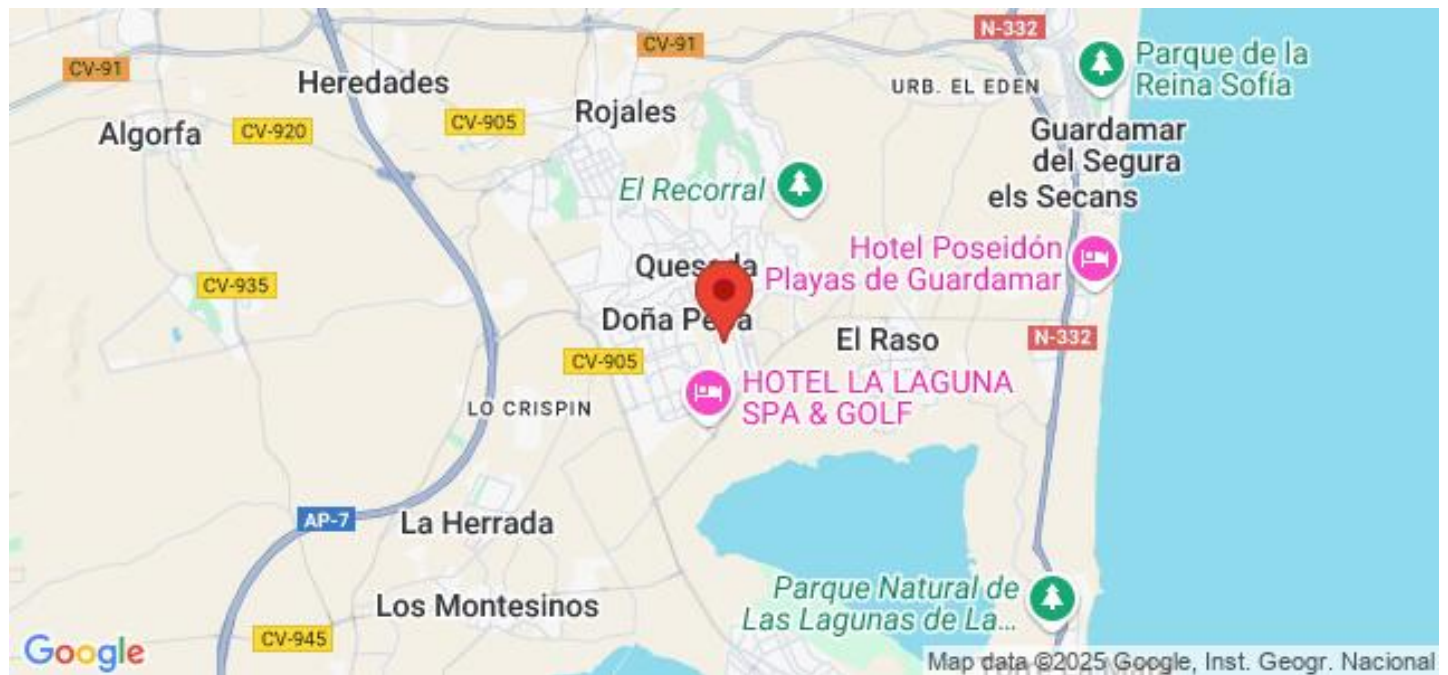 N-332
CV-91
Parque de la
Reina Sofía
CV-91
Heredades
URB. EL EDEN
Rojales
CV-905
Algorfa
CV-920
Guardamar
del Segura
El Recorral
els Secans
Hotel Poseidón
Playas de Guardamar
Quesada
CV-935
Doña Pepa
El Raso
N-332
CV-905
HOTEL LA LAGUNA
SPA & GOLF
LO CRISPIN
AP-7
La Herrada
Parque Natural de
Las Lagunas de La...
Los Montesinos
CV-945
Google
Map data ©2025 Google, Inst. Geogr. Nacional